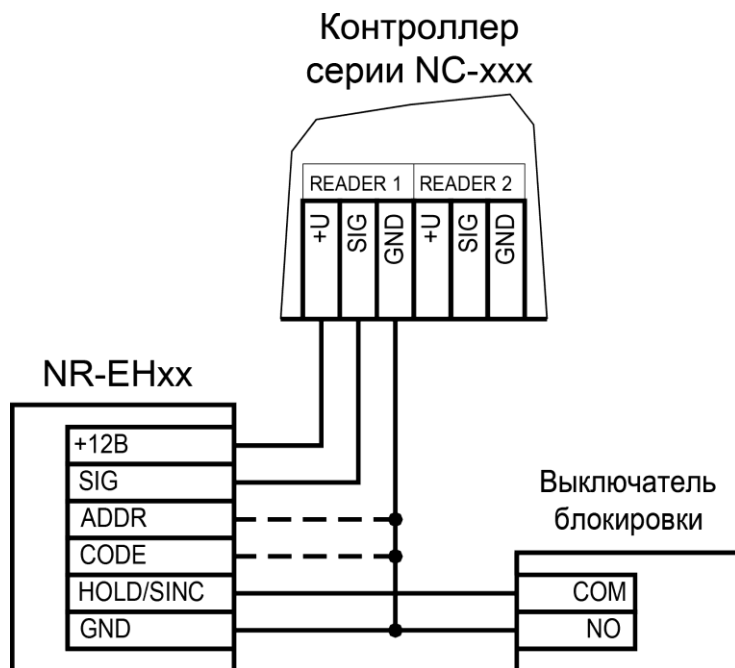 Контроллер
серии NC-xxx
READER 1 READER 2
+U SIG GND +U SIG GND
NR-EHxx
+12В
SIG
ADDR
CODE
HOLD/SINC
GND
Выключатель
блокировки
COM
NO